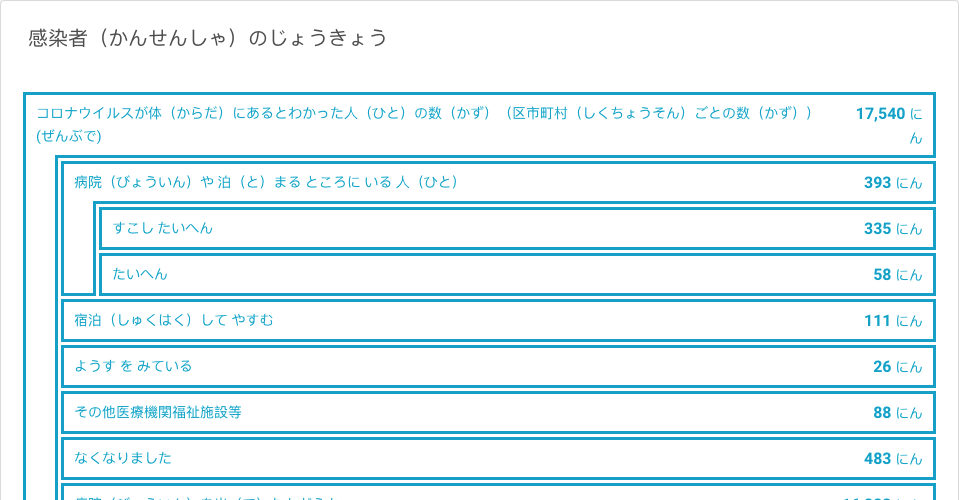 感染者（かんせんしゃ）のじょうきょう
コロナウイルスが体（からだ）にあるとわかった人（ひと）の数（かず）（区市町村（しくちょうそん）ごとの数（かず）） 17,540 に
(ぜんぶで) ん
病院（びょういん）や 泊（と）まる ところに いる 人（ひと） 393 にん
すこし たいへん 335 にん
たいへん 58 にん
宿泊（しゅくはく）して やすむ 111 にん
ようす を みている 26 にん
その他医療機関福祉施設等 88 にん
なくなりました 483 にん